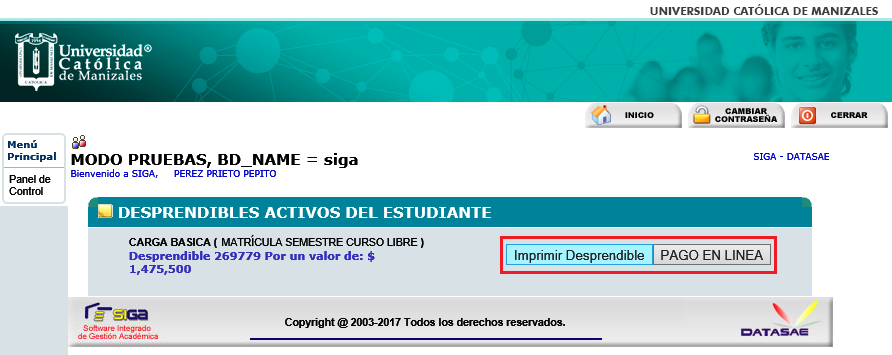 UNIVERSIDAD CATÓLICA DE MANIZALES
Universidad®
Católica
de Manizales
INICIO
CAMBIAR
CONTRASEÑA
CERRAR
Menú
Principal
Panel de
Control
MODO PRUEBAS, BD_NAME = siga
Bienvenido a SIGA, PEREZ PRIETO PEPITO
SIGA - DATASAE
DESPRENDIBLES ACTIVOS DEL ESTUDIANTE
CARGA BASICA ( MATRÍCULA SEMESTRE CURSO LIBRE )
Desprendible 269779 Por un valor de: $
1,475,500
Imprimir Desprendible
PAGO EN LINEA
SIGA
Software Integrado
de Gestión Académica
Copyright @ 2003-2017 Todos los derechos reservados.
DATASAE